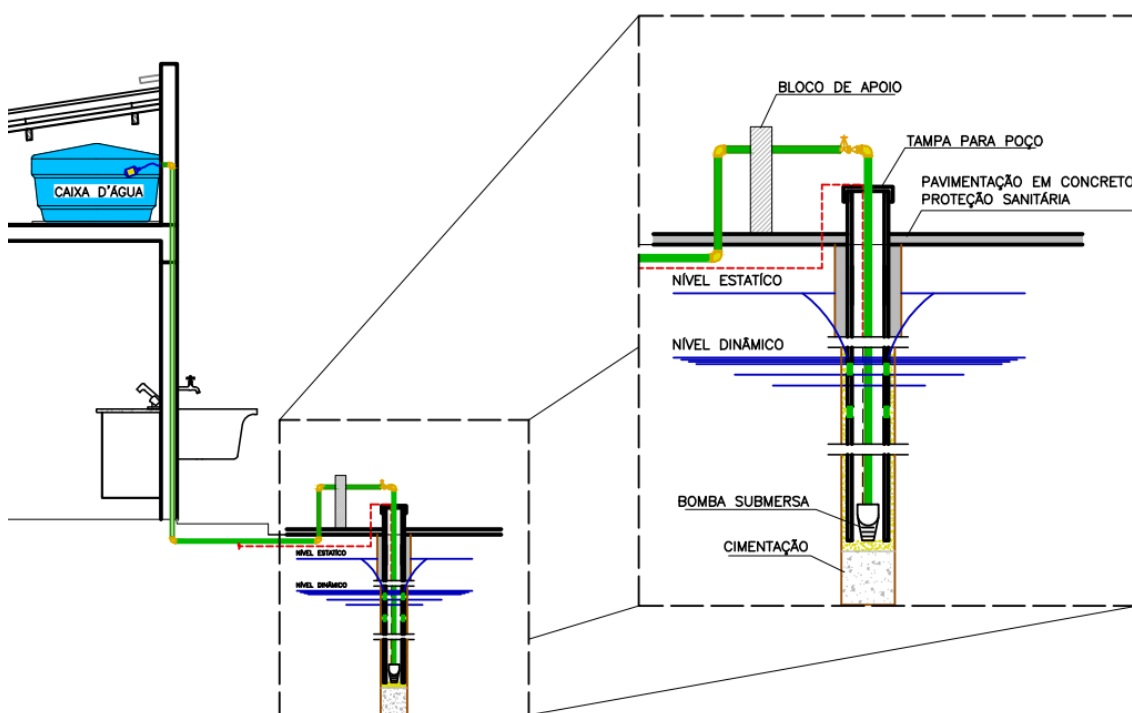 BLOCO DE APOIO
TAMPA PARA POÇO
PAVIMENTAÇÃO EM CONCRETO
PROTEÇÃO SANITÁRIA
CAIXA D'ÁGUA
NÍVEL ESTATÍCO
NÍVEL DINÂMICO
BOMBA SUBMERSA
CIMENTAÇÃO
NÍVEL ESTATÍCO
NÍVEL DINÂMICO